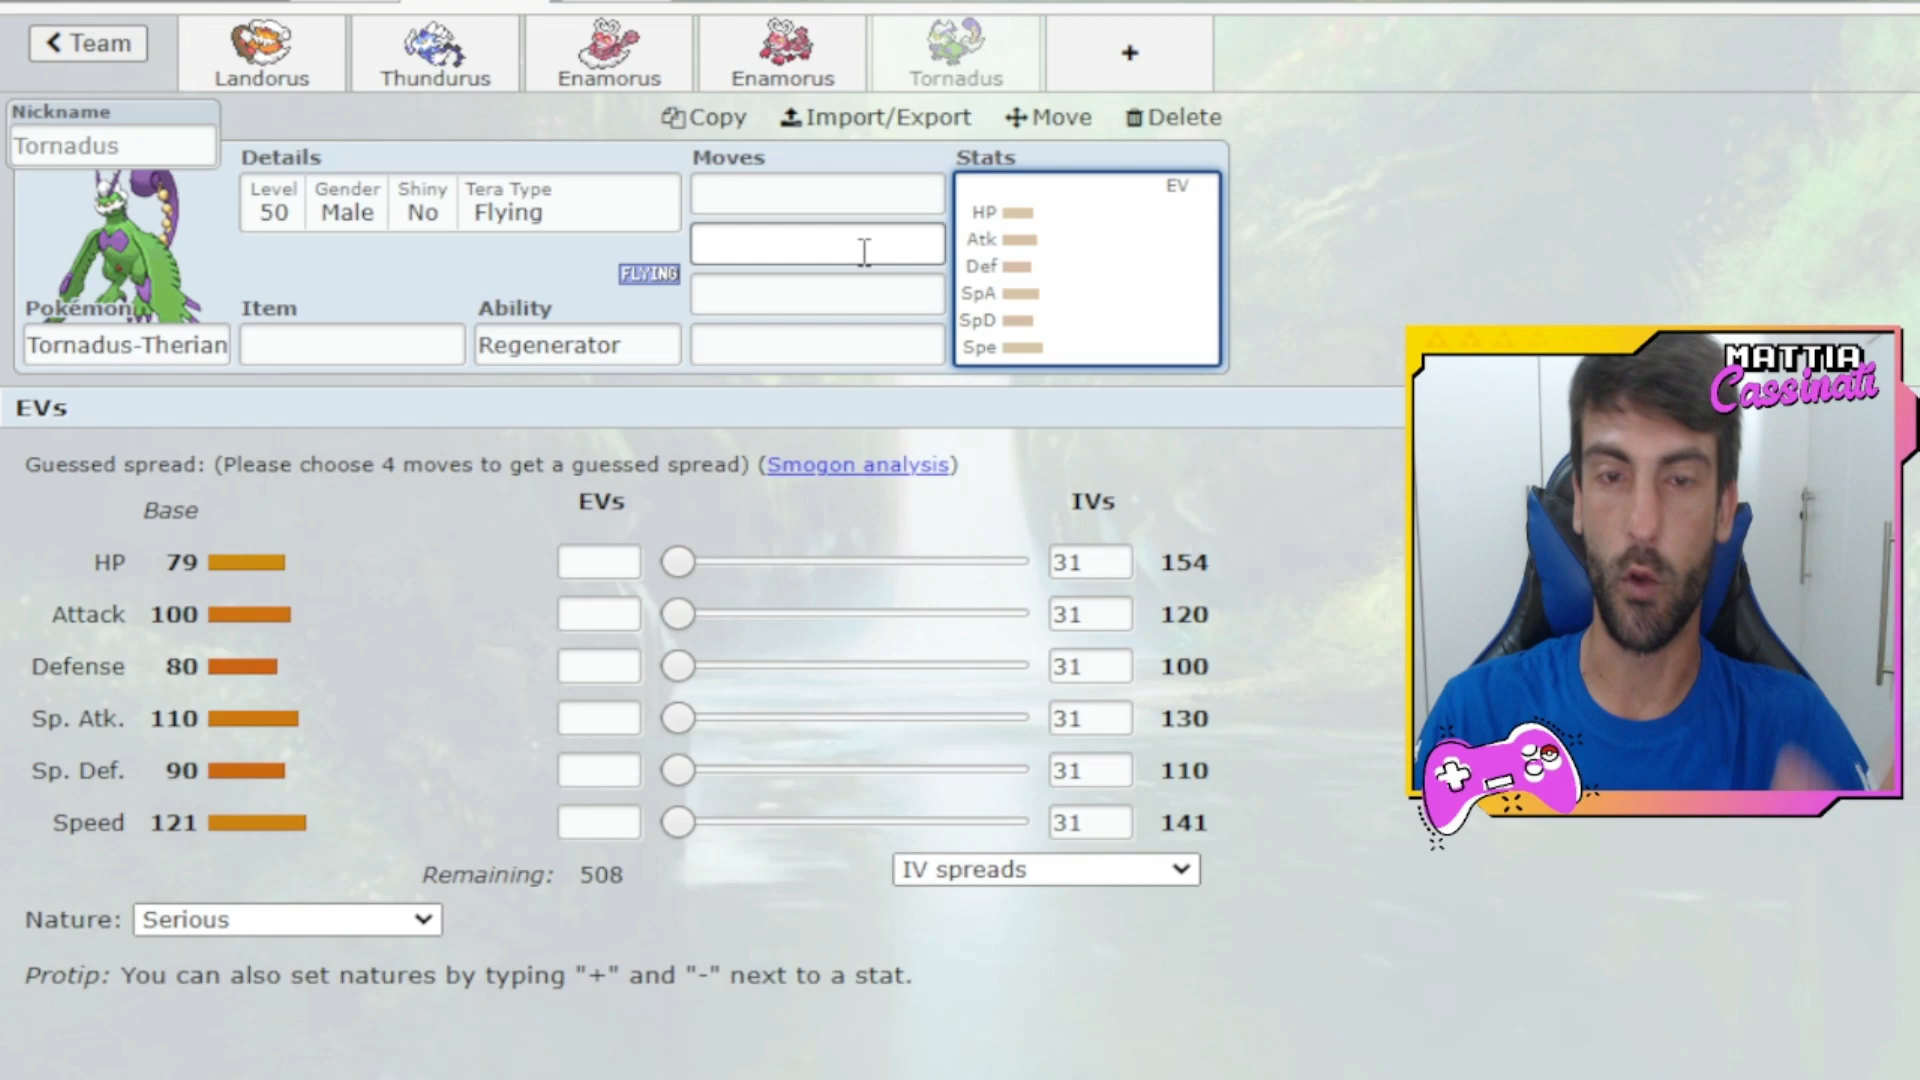 Team
Landorus
Thundurus
Enamorus
Enamorus
Tornadus
+
Nickname
Tornadus
Copy
Import/Export
Move
Delete
Details
Moves
Stats
Level
50
Gender
Male
Shiny
No
Tera Type
Flying
EV
HP
Atk
Def
SpA
SpD
Spe
FLYING
Pokémon
Tornadus-Therian
Item
Ability
Regenerator
EVs
Guessed spread: (Please choose 4 moves to get a guessed spread) (Smogon analysis)
Base EVs IVs
HP 79 31 154
Attack 100 31 120
Defense 80 31 100
Sp. Atk. 110 31 130
Sp. Def. 90 31 110
Speed 121 31 141
Remaining: 508
IV spreads
Nature: Serious
Protip: You can also set natures by typing "+" and "-" next to a stat.
MATTIA
Cassinati